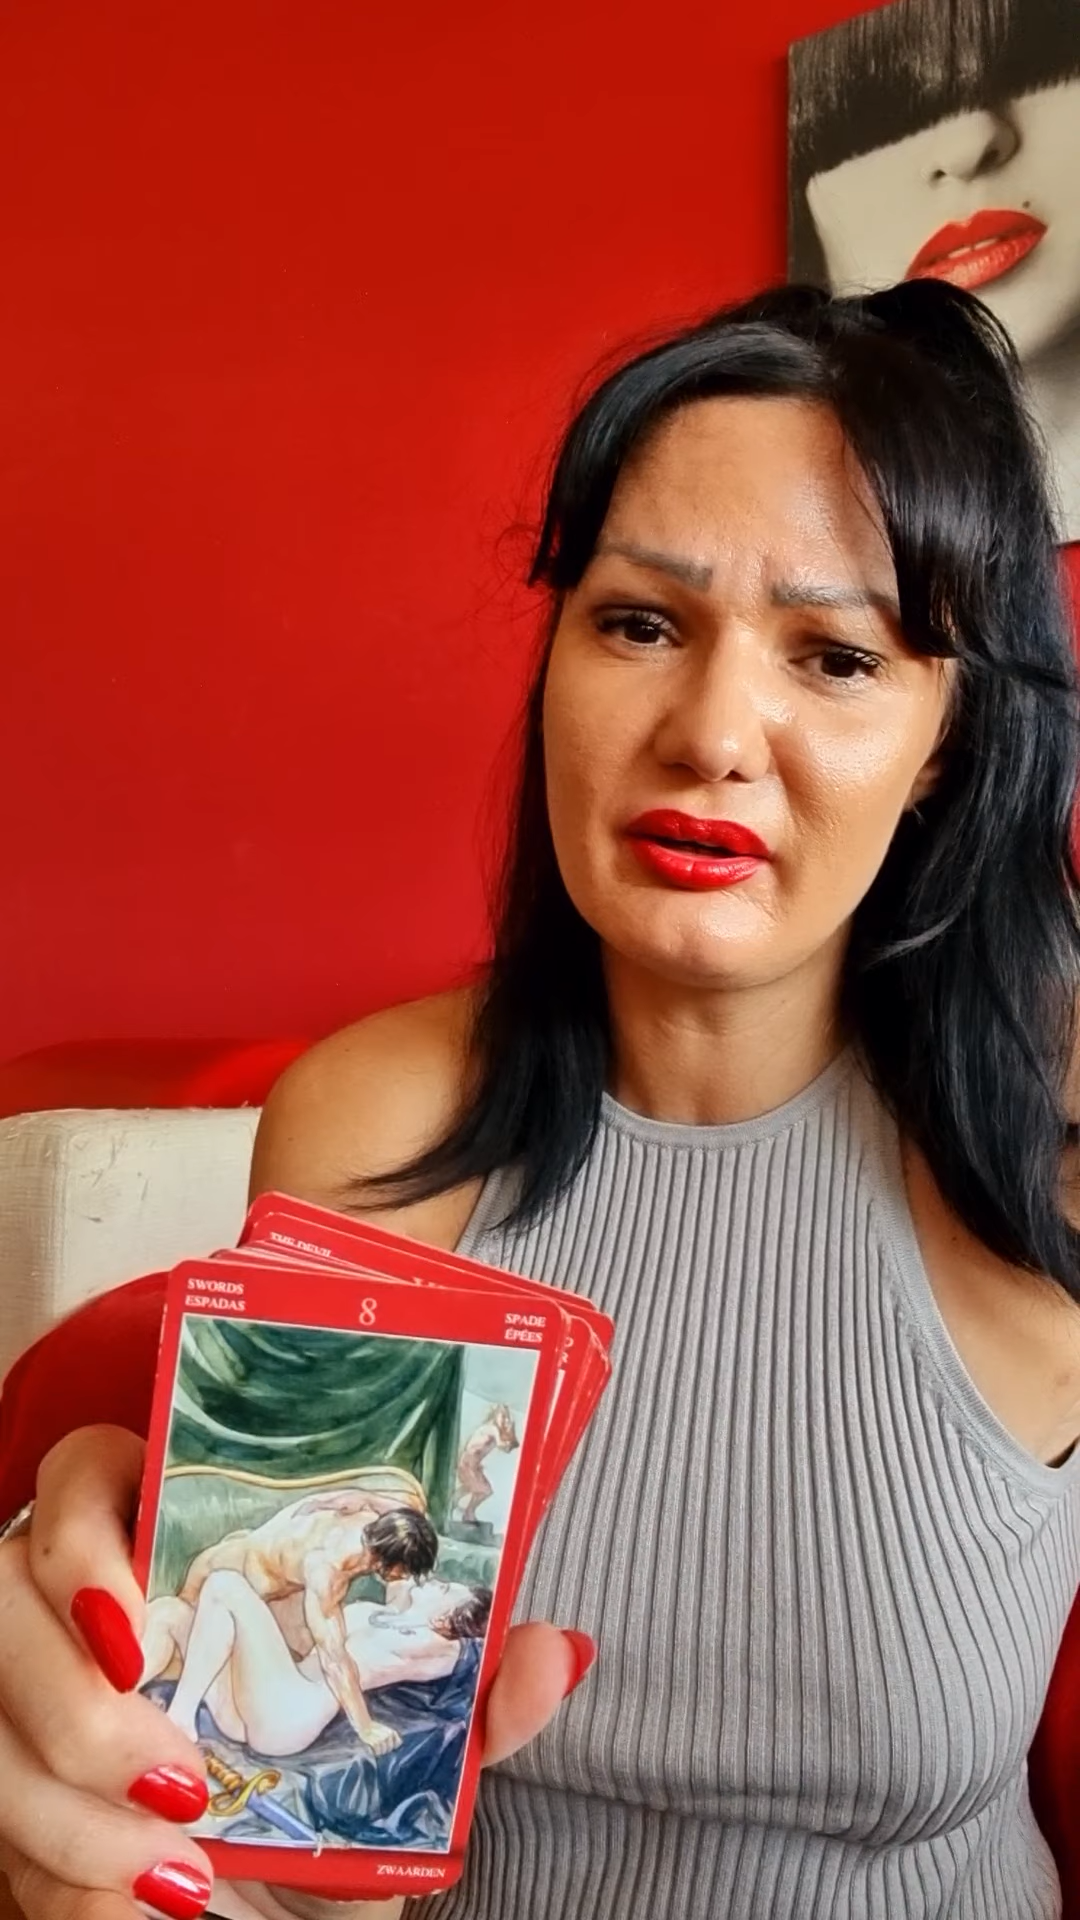 THE DEVIL
SWORDS
ESPADAS
8
SPADE
ÉPÉES
ZWAARDEN